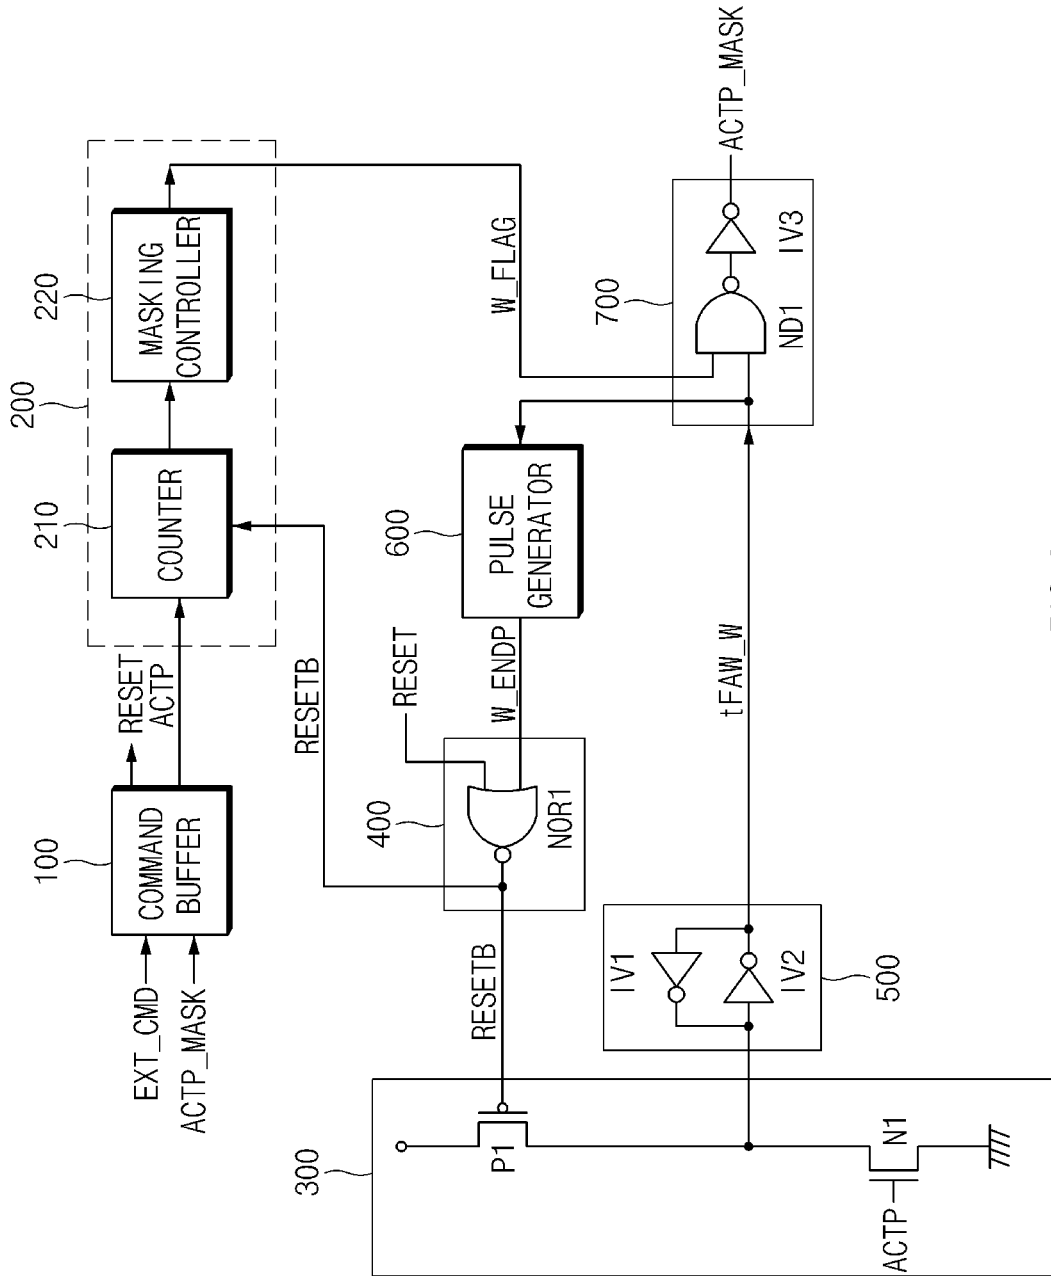 100
COMMAND
BUFFER
EXT_CMD
ACTP_MASK
RESET
ACTP
200
210
COUNTER
220
MASKING
CONTROLLER
RESETB
W_FLAG
300
P1
N1
ACTP
RESETB
400
NOR1
RESET
W_ENDP
600
PULSE
GENERATOR
500
IV1
IV2
tFAW_W
700
ND1
IV3
ACTP_MASK